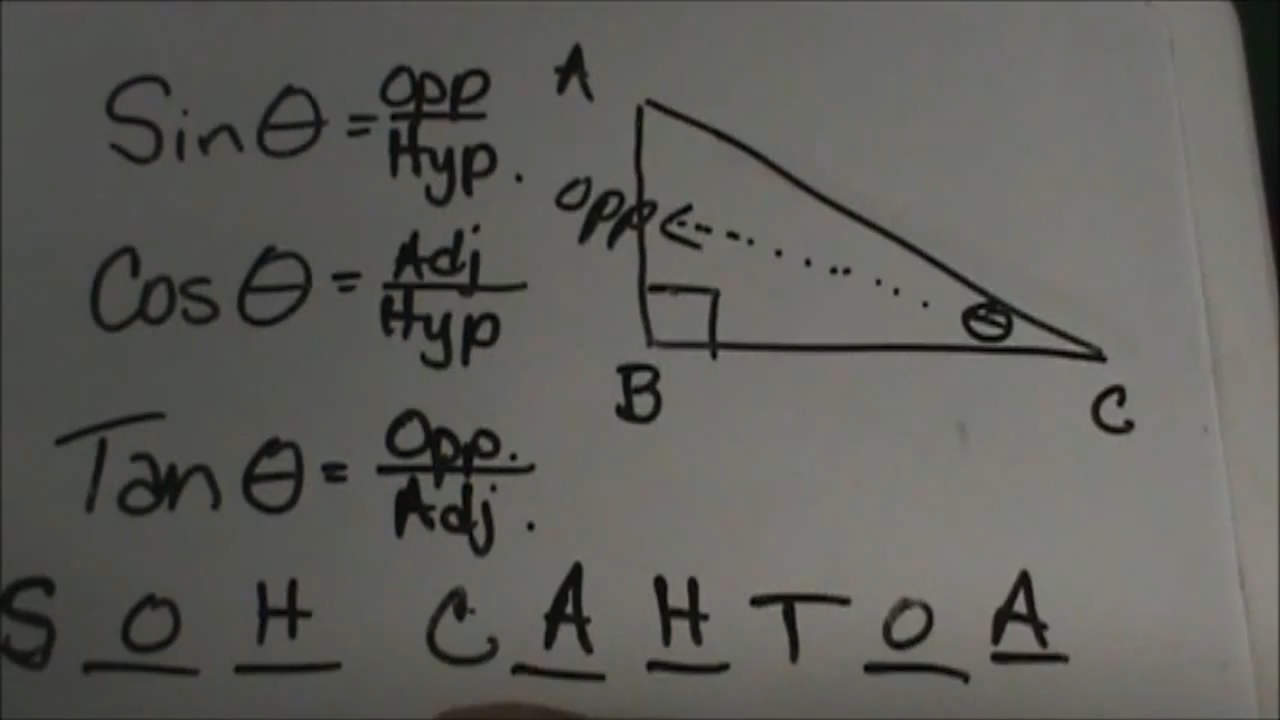 Sinθ = Opp
Hyp.
Cosθ = Adj
Hyp
Tanθ = Opp.
Adj.
A
Opp
θ
B
C
S O H C A H T O A